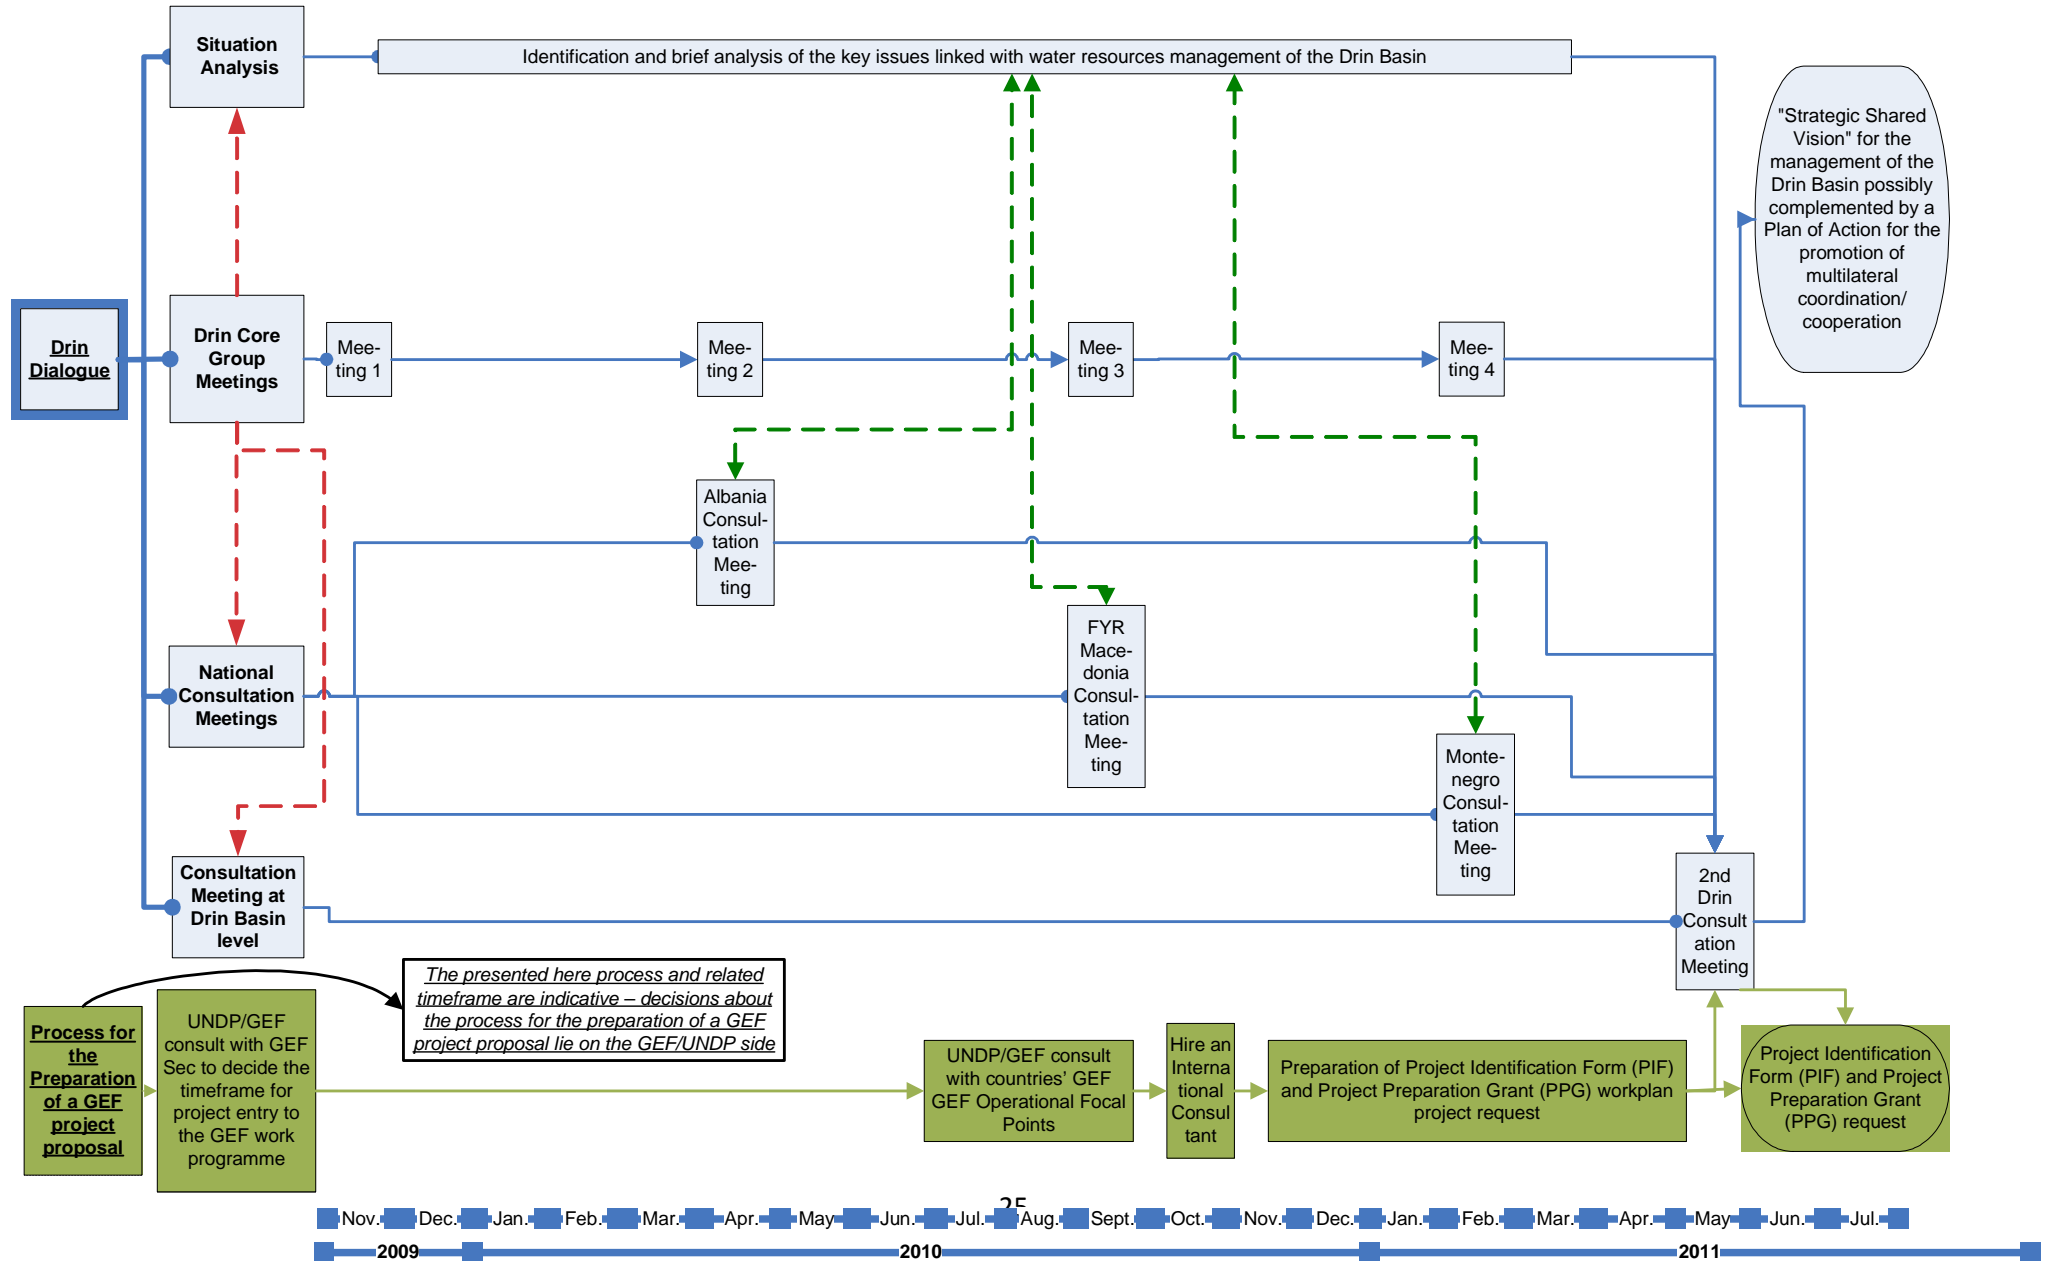 Situation
Analysis
Identification and brief analysis of the key issues linked with water resources management of the Drin Basin
"Strategic Shared
Vision" for the
management of the
Drin Basin possibly
complemented by a
Plan of Action for the
promotion of
multilateral
coordination/
cooperation
Drin
Dialogue
Drin Core
Group
Meetings
Mee-
ting 1
Mee-
ting 2
Mee-
ting 3
Mee-
ting 4
Albania
Consul-
tation
Mee-
ting
FYR
Mace-
donia
Consul-
tation
Mee-
ting
National
Consultation
Meetings
Monte-
negro
Consul-
tation
Mee-
ting
Consultation
Meeting at
Drin Basin
level
2nd
Drin
Consult
ation
Meeting
The presented here process and related
timeframe are indicative – decisions about
the process for the preparation of a GEF
project proposal lie on the GEF/UNDP side
Process for
the
Preparation
of a GEF
project
proposal
UNDP/GEF
consult with GEF
Sec to decide the
timeframe for
project entry to
the GEF work
programme
UNDP/GEF consult
with countries’ GEF
GEF Operational Focal
Points
Hire an
Interna
tional
Consul
tant
Preparation of Project Identification Form (PIF)
and Project Preparation Grant (PPG) workplan
project request
Project Identification
Form (PIF) and Project
Preparation Grant
(PPG) request
25
Nov. Dec. Jan. Feb. Mar. Apr. May Jun. Jul. Aug. Sept. Oct. Nov. Dec. Jan. Feb. Mar. Apr. May Jun. Jul.
2009 2010 2011